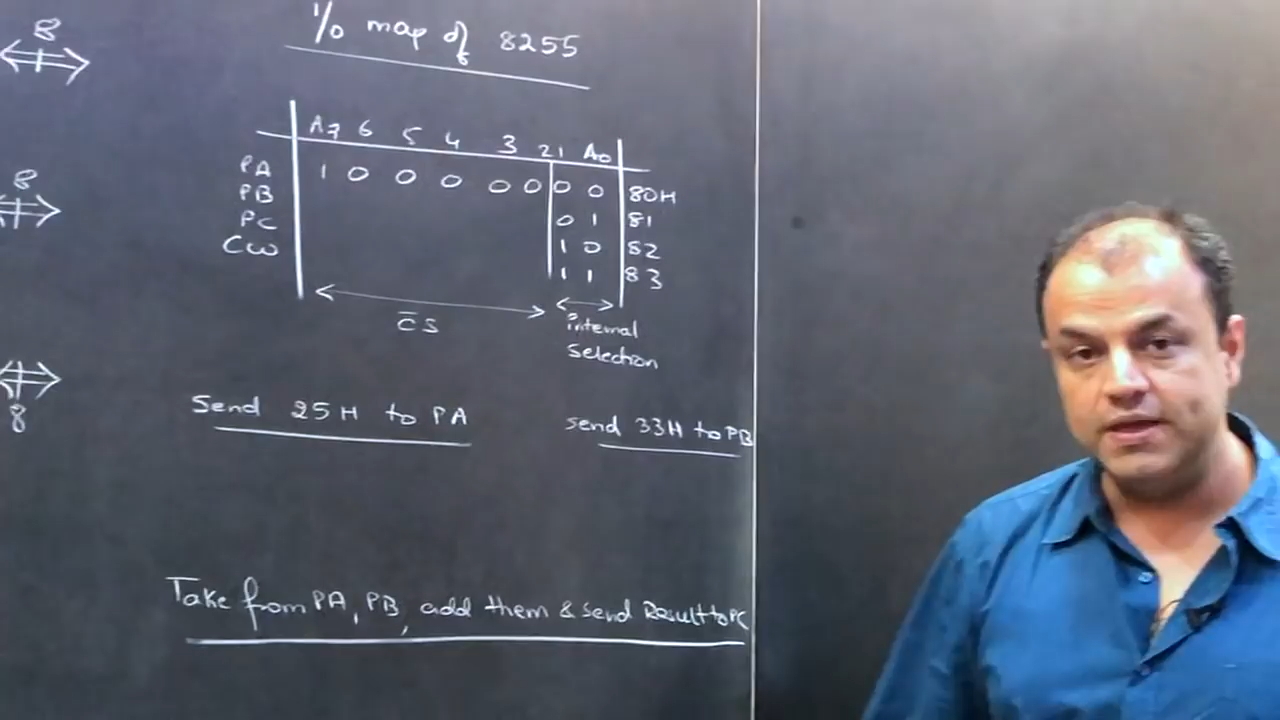 8
I/O map of 8255
A7 6 5 4 3 2 1 A0
PA 1 0 0 0 0 0 0 0 80H
8
PB 0 1 81
PC 1 0 82
CW 1 1 83
C̅S internal
selection
8
Send 25H to PA send 33H to PB
Take from PA, PB, add them & send Result to PC